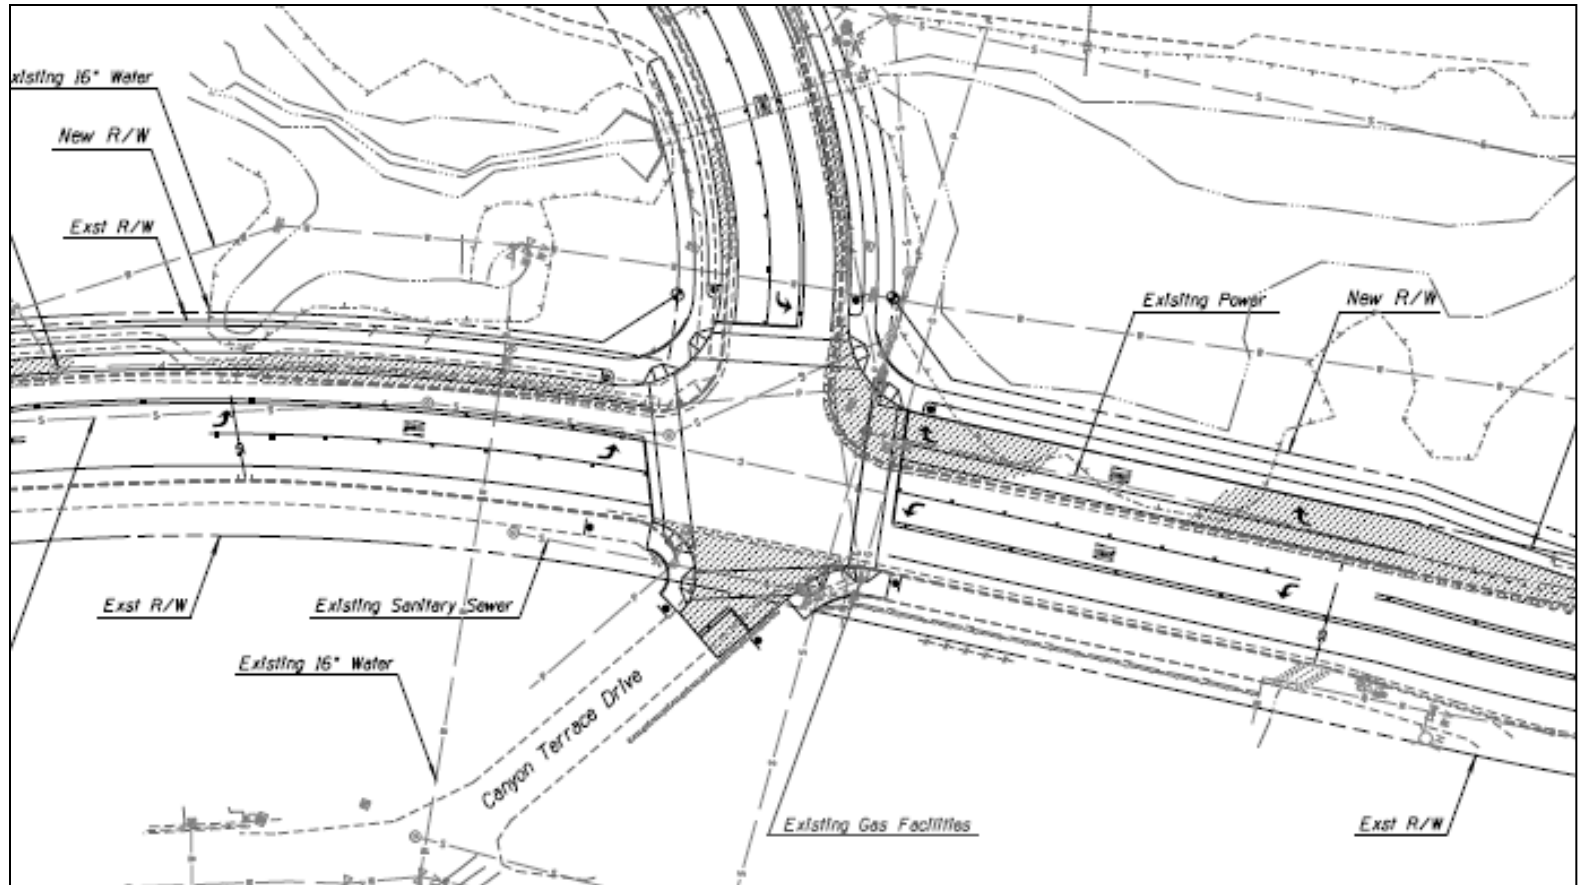 xisting 16" Water
New R/W
Exst R/W
Existing Power
New R/W
Exst R/W
Existing Sanitary Sewer
Existing 16" Water
Canyon Terrace Drive
Existing Gas Facilities
Exst R/W